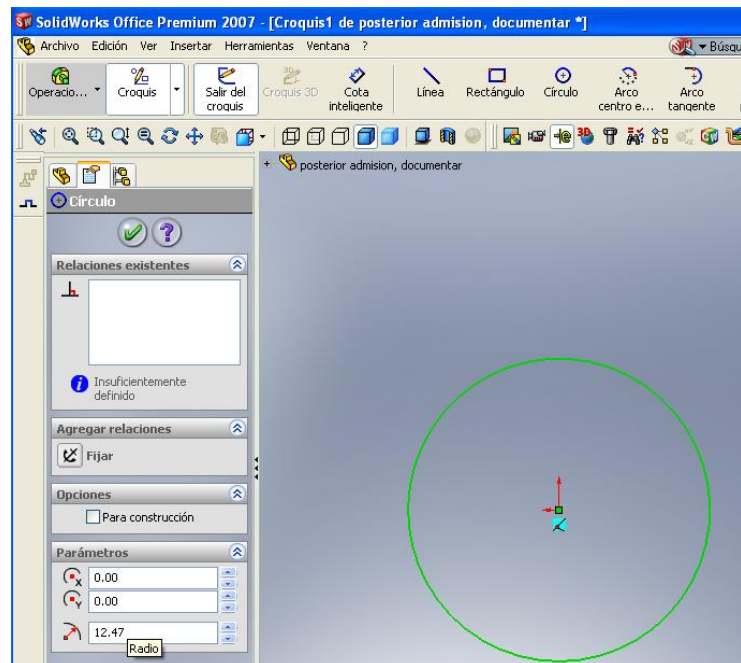 SolidWorks Office Premium 2007 - [Croquis1 de posterior admision, documentar *]
Archivo Edición Ver Insertar Herramientas Ventana ? Búsqu
Operacio... Croquis Salir del croquis Croquis 3D Cota inteligente Línea Rectángulo Círculo Arco centro e... Arco tangente
posterior admision, documentar
Círculo
Relaciones existentes
Insuficientemente
definido
Agregar relaciones
Fijar
Opciones
Para construcción
Parámetros
X 0.00
Y 0.00
12.47
Radio